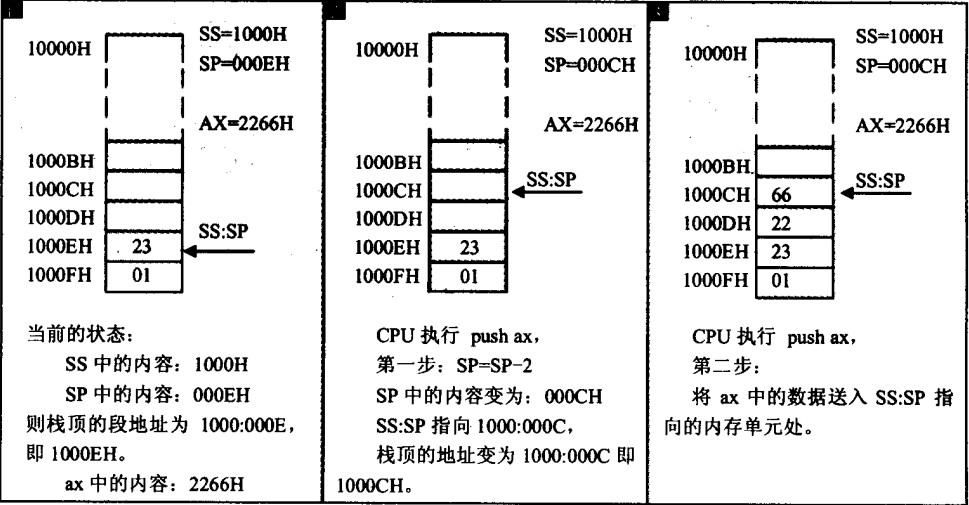 10000H
SS=1000H
SP=000EH
AX=2266H
1000BH
1000CH
1000DH
1000EH 23
SS:SP
1000FH 01
当前的状态：
SS 中的内容：1000H
SP 中的内容：000EH
则栈顶的段地址为 1000:000E，
即 1000EH。
ax 中的内容：2266H
10000H
SS=1000H
SP=000CH
AX=2266H
1000BH
1000CH
SS:SP
1000DH
1000EH 23
1000FH 01
CPU 执行 push ax，
第一步：SP=SP-2
SP 中的内容变为：000CH
SS:SP 指向 1000:000C，
栈顶的地址变为 1000:000C 即
1000CH。
10000H
SS=1000H
SP=000CH
AX=2266H
1000BH
1000CH 66
SS:SP
1000DH 22
1000EH 23
1000FH 01
CPU 执行 push ax，
第二步：
将 ax 中的数据送入 SS:SP 指
向的内存单元处。